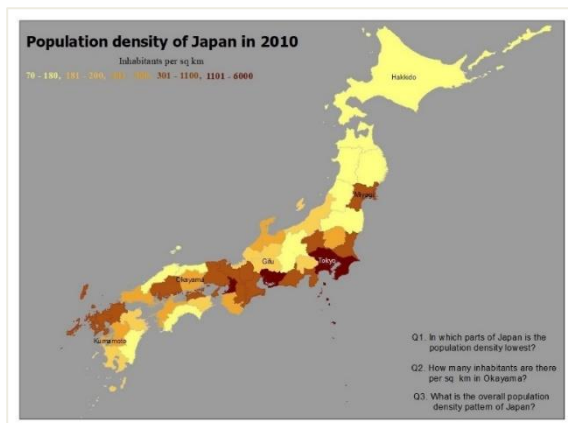 Population density of Japan in 2010
Inhabitants per sq km
70 - 180, 181 - 200, 301 - 1100, 1101 - 6000
Hakkido
Miyagi
Gifu
Tokyo
Okayama
Kumamoto
Q1. In which parts of Japan is the
population density lowest?
Q2. How many inhabitants are there
per sq km in Okayama?
Q3. What is the overall population
density pattern of Japan?